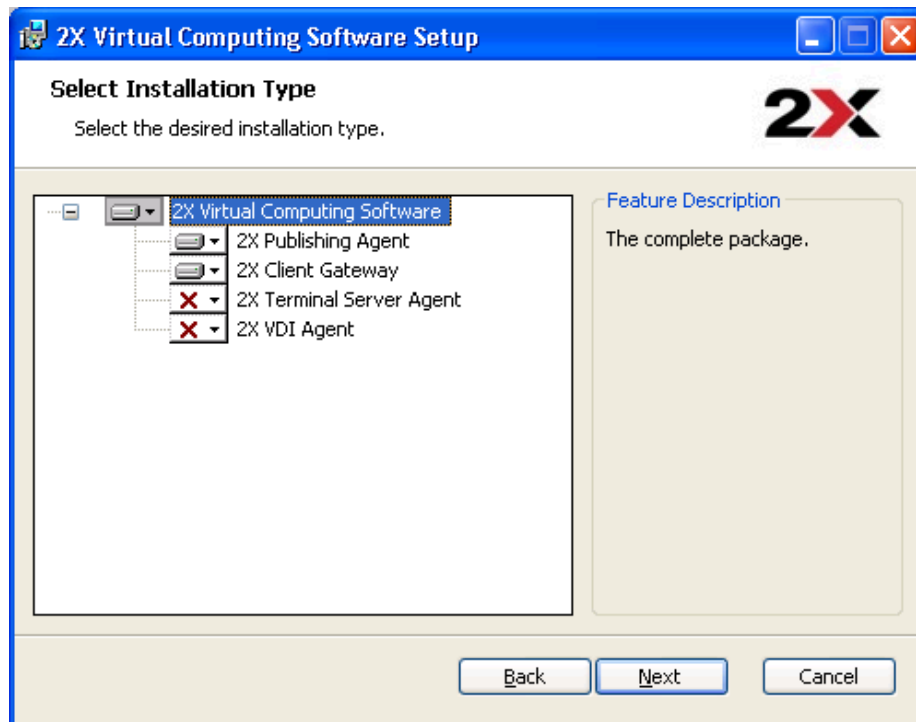 2X Virtual Computing Software Setup
Select Installation Type
Select the desired installation type.
2X
2X Virtual Computing Software
2X Publishing Agent
2X Client Gateway
2X Terminal Server Agent
2X VDI Agent
Feature Description
The complete package.
Back
Next
Cancel